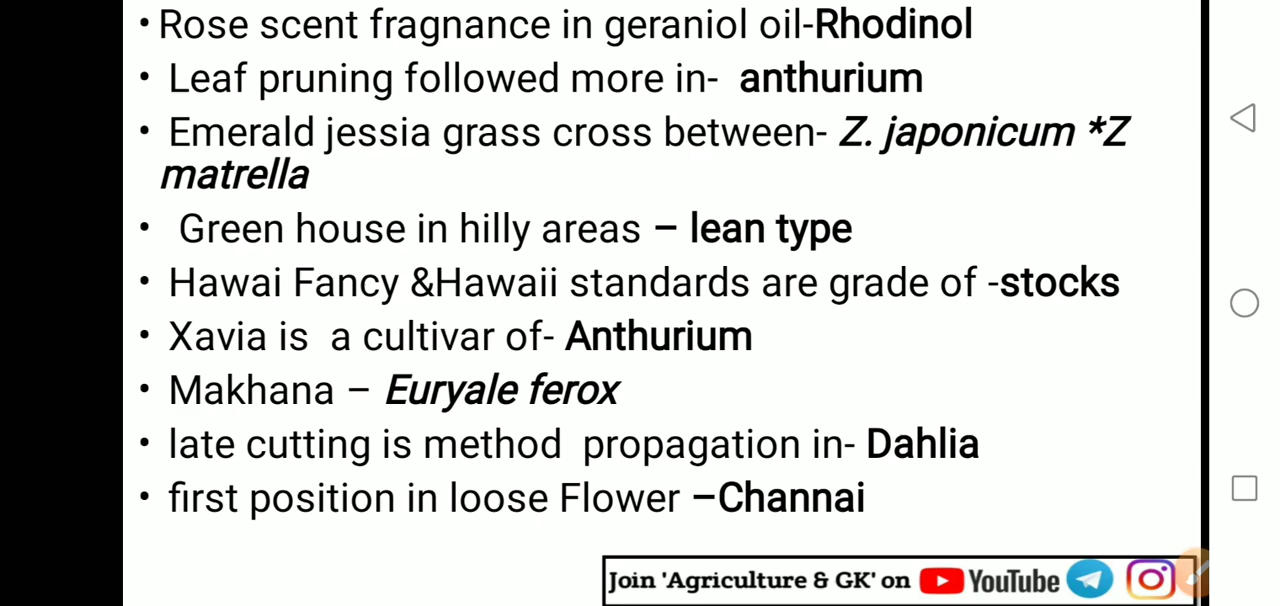 • Rose scent fragnance in geraniol oil-Rhodinol
• Leaf pruning followed more in- anthurium
• Emerald jessia grass cross between- Z. japonicum *Z
matrella
• Green house in hilly areas – lean type
• Hawai Fancy &Hawaii standards are grade of -stocks
• Xavia is a cultivar of- Anthurium
• Makhana – Euryale ferox
• late cutting is method propagation in- Dahlia
• first position in loose Flower –Channai
Join 'Agriculture & GK' on YouTube